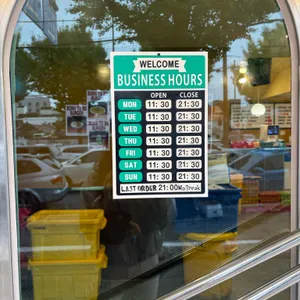 WELCOME
BUSINESS HOURS
OPEN CLOSE
MON 11:30 21:30
TUE 11:30 21:30
WED 11:30 21:30
THU 11:30 21:30
FRI 11:30 21:30
SAT 11:30 21:30
SUN 11:30 21:30
LAST ORDER 21:00 No Break